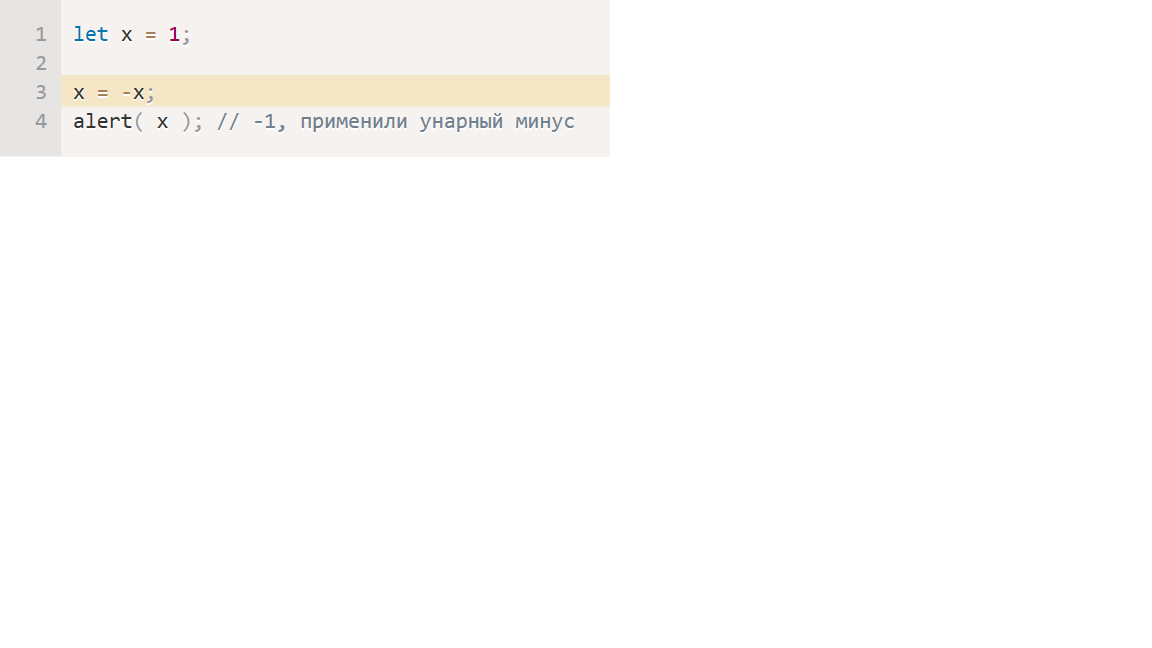 1 let x = 1;
2
3 x = -x;
4 alert( x ); // -1, применили унарный минус